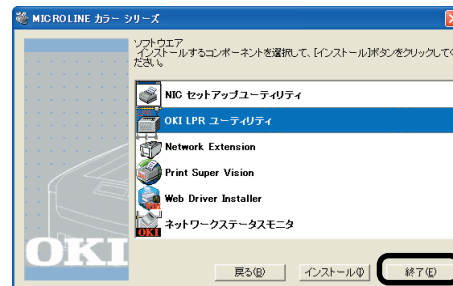 MICROLINE カラー シリーズ
ソフトウエア
インストールするコンポーネントを選択して、[インストール]ボタンをクリックしてく
ださい。
NIC セットアップユーティリティ
OKI LPR ユーティリティ
Network Extension
Print Super Vision
Web Driver Installer
ネットワークステータスモニタ
OKI
OKI
戻る(B)
インストール(I)
終了(E)